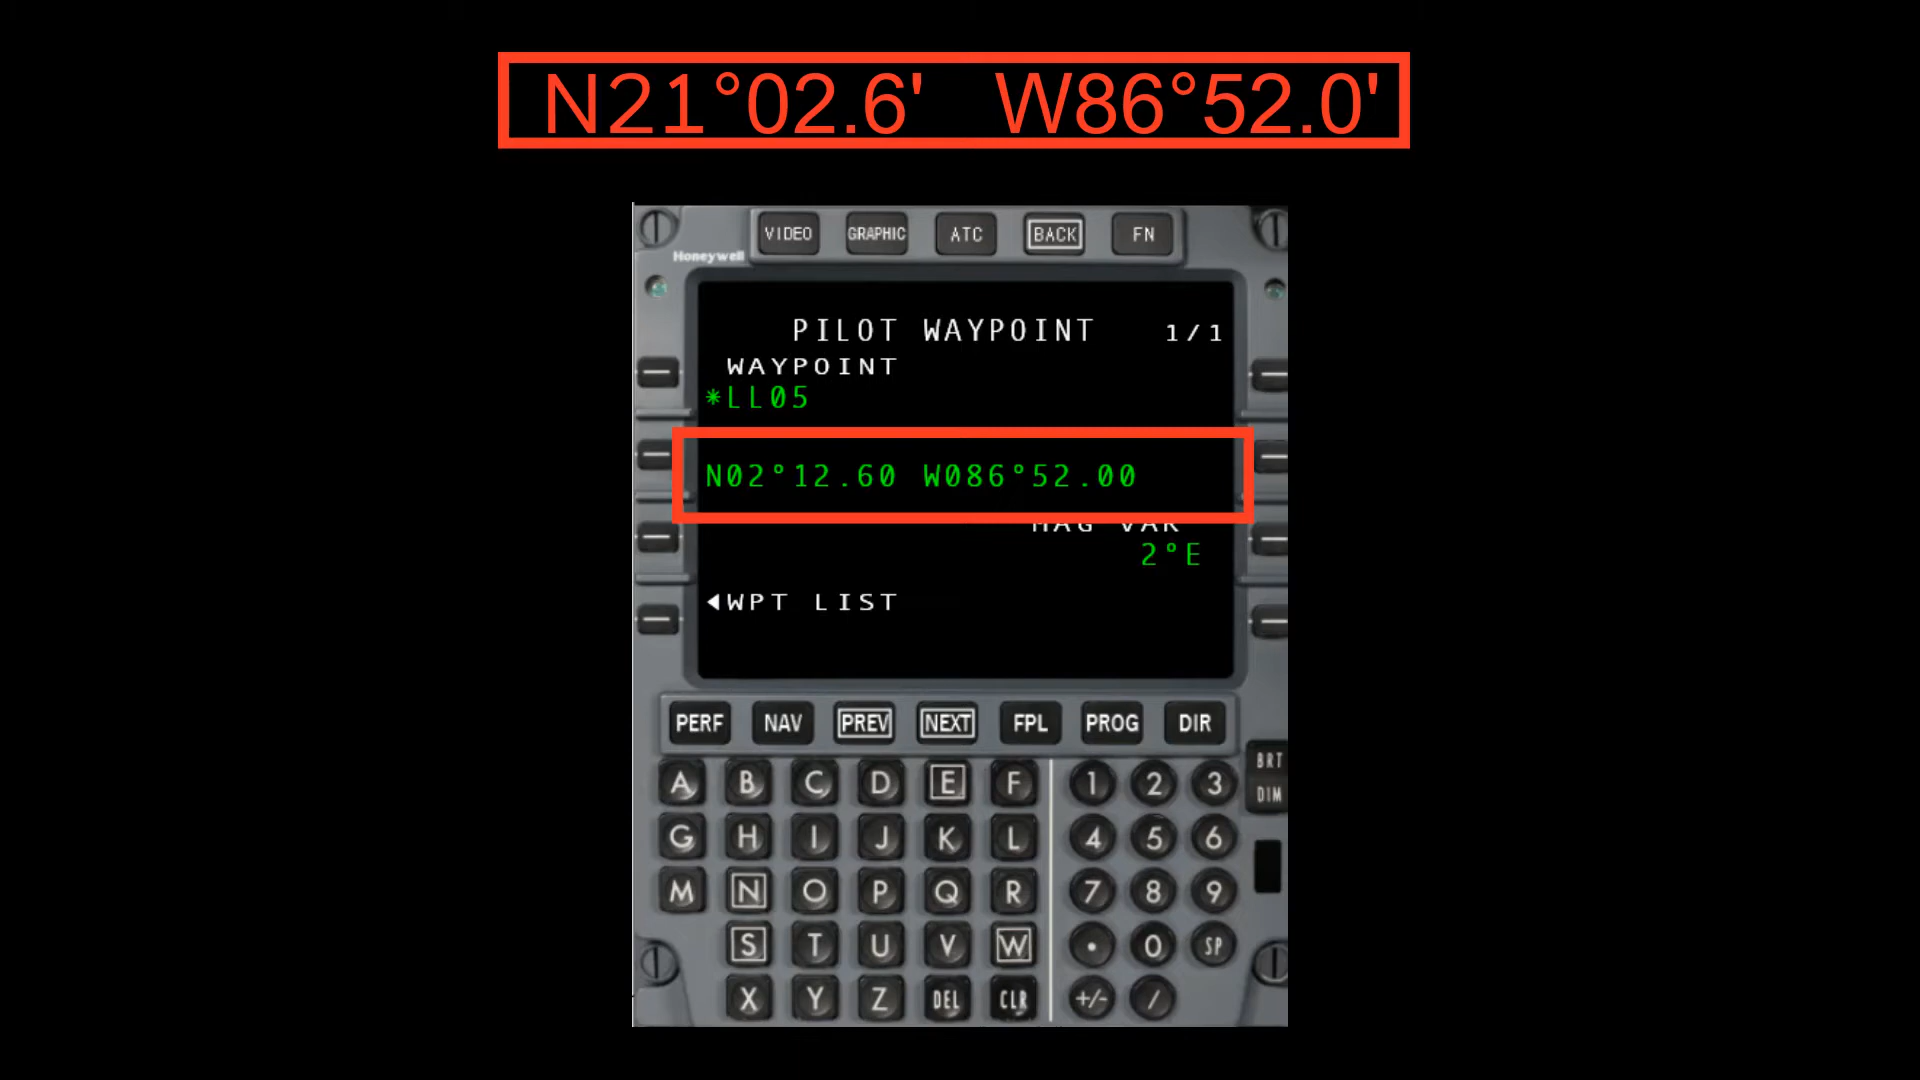 N21°02.6' W86°52.0'
VIDEO GRAPHIC ATC BACK FN
Honeywell
PILOT WAYPOINT 1/1
WAYPOINT
*LL05
N02°12.60 W086°52.00
MAG VAR
2°E
◀WPT LIST
PERF NAV PREV NEXT FPL PROG DIR
BRT
DIM
A B C D E F 1 2 3
G H I J K L 4 5 6
M N O P Q R 7 8 9
S T U V W • 0 SP
X Y Z DEL CLR +/- /